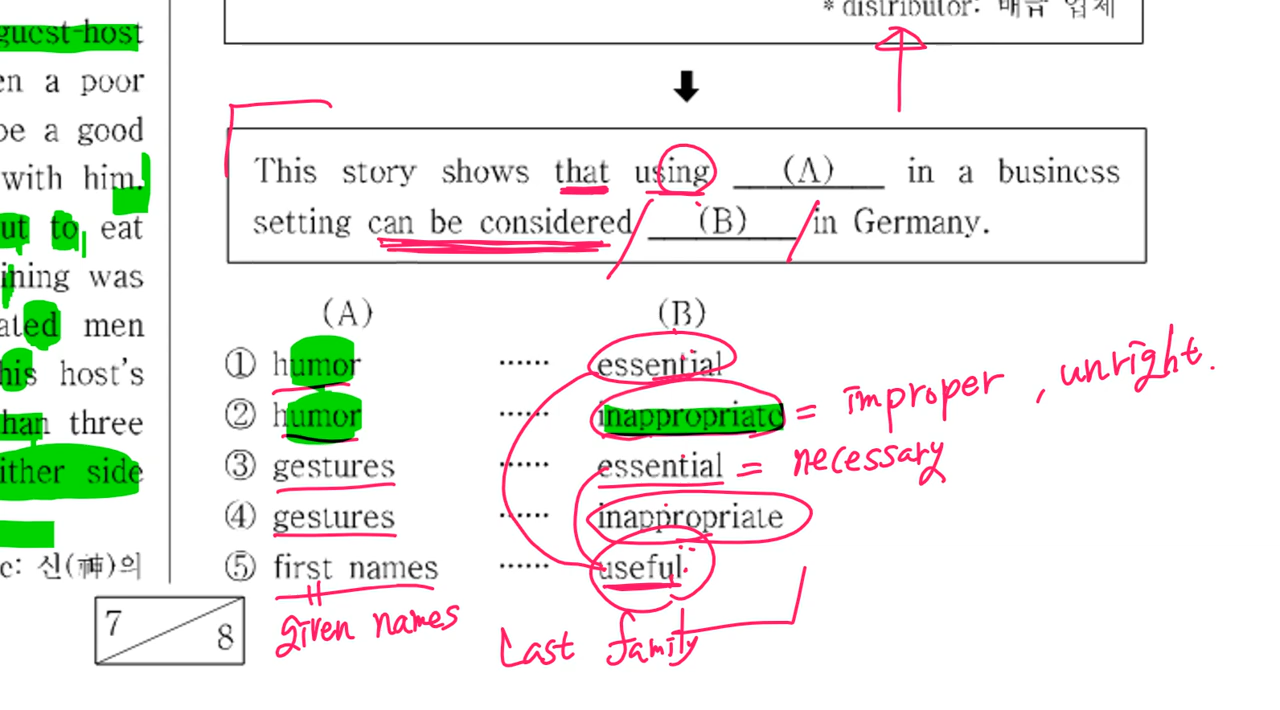 * distributor: 배급 업체
guest-host
en a poor
be a good
with him.
ut to eat
ining was
ated men
his host's
han three
ither side
c: 신(神)의
This story shows that using (A) in a business
setting can be considered (B) in Germany.
(A) (B)
① humor ...... essential
② humor ...... inappropriate = improper , unright.
③ gestures ...... essential = necessary
④ gestures ...... inappropriate
⑤ first names ...... useful
given names Last family
7 8